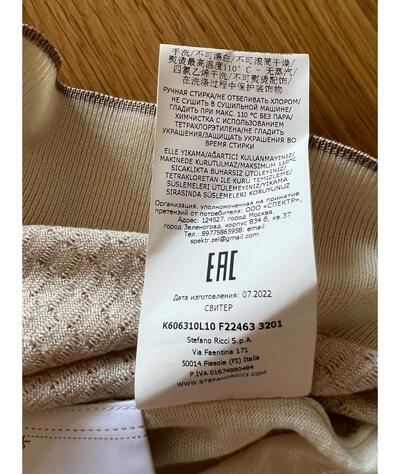 手洗/不可漂白/不可滚筒干燥/
熨烫最高温度110°C, 无蒸汽/
四氯乙烯干洗/不可熨烫配饰/
在洗涤过程中保护装饰物
РУЧНАЯ СТИРКА/НЕ ОТБЕЛИВАТЬ ХЛОРОМ/
НЕ СУШИТЬ В СУШИЛЬНОЙ МАШИНЕ/
ГЛАДИТЬ ПРИ МАКС. 110 °C БЕЗ ПАРА/
ХИМЧИСТКА С ИСПОЛЬЗОВАНИЕМ
ТЕТРАХЛОРЭТИЛЕНА/НЕ ГЛАДИТЬ
УКРАШЕНИЯ/ЗАЩИЩАТЬ УКРАШЕНИЯ ВО
ВРЕМЯ СТИРКИ
ELLE YIKAMA/AĞARTICI KULLANMAYINIZ/
MAKİNEDE KURUTULMAZ/MAKSİMUM 110°C
SICAKLIKTA BUHARSIZ ÜTÜLEYİNİZ/
TETRAKLORETAN İLE KURU TEMİZLEME/
SÜSLEMELERİ ÜTÜLEMEYİNİZ/YIKAMA
SIRASINDA SÜSLEMELERİ KORUYUNUZ
Организация, уполномоченная на принятие
претензий от потребителя: ООО «СПЕКТР»,
Адрес: 124527, город Москва,
город Зеленоград, корпус 834 б, кв.37
Тел.: 89775865938; email:
spektr.zel@gmail.com
EAC
Дата изготовления: 07.2022
СВИТЕР
K606310L10 F22463 3201
Stefano Ricci S.p.A.
Via Faentina 171
50014 Fiesole (FI) Italia
P.IVA 01674990484
WWW.STEFANORICCI.COM